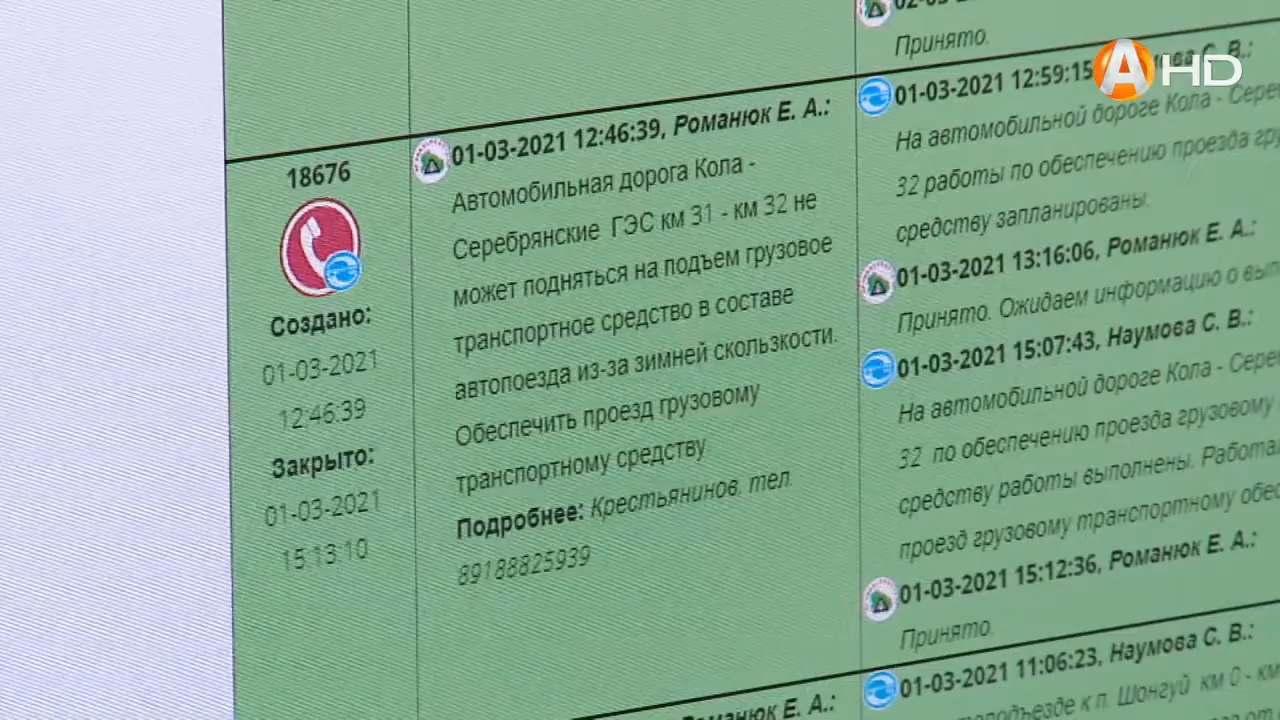 Принято.
AHD
18676
Создано:
01-03-2021
12:46:39
Закрыто:
01-03-2021
15:13:10
01-03-2021 12:46:39, Романюк Е. А.:
Автомобильная дорога Кола -
Серебрянские ГЭС км 31 - км 32 не
может подняться на подъем грузовое
транспортное средство в составе
автопоезда из-за зимней скользкости.
Обеспечить проезд грузовому
транспортному средству
Подробнее: Крестьянинов, тел.
89188825939
01-03-2021 12:59:15 С. В.:
На автомобильной дороге Кола -
32 работы по обеспечению проезда
средству запланированы.
01-03-2021 13:16:06, Романюк Е. А.:
Принято. Ожидаем информацию о
01-03-2021 15:07:43, Наумова С. В.:
На автомобильной дороге Кола -
32 по обеспечению проезда грузовому
средству работы выполнены.
проезд грузовому транспортному
01-03-2021 15:12:36, Романюк Е. А.:
Принято.
Романюк Е. А.:
01-03-2021 11:06:23, Наумова С. В.:
к п. Шонгуй км 0 - км